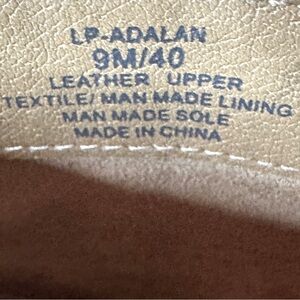 LP-ADALAN
9M/40
LEATHER UPPER
TEXTILE/ MAN MADE LINING
MAN MADE SOLE
MADE IN CHINA